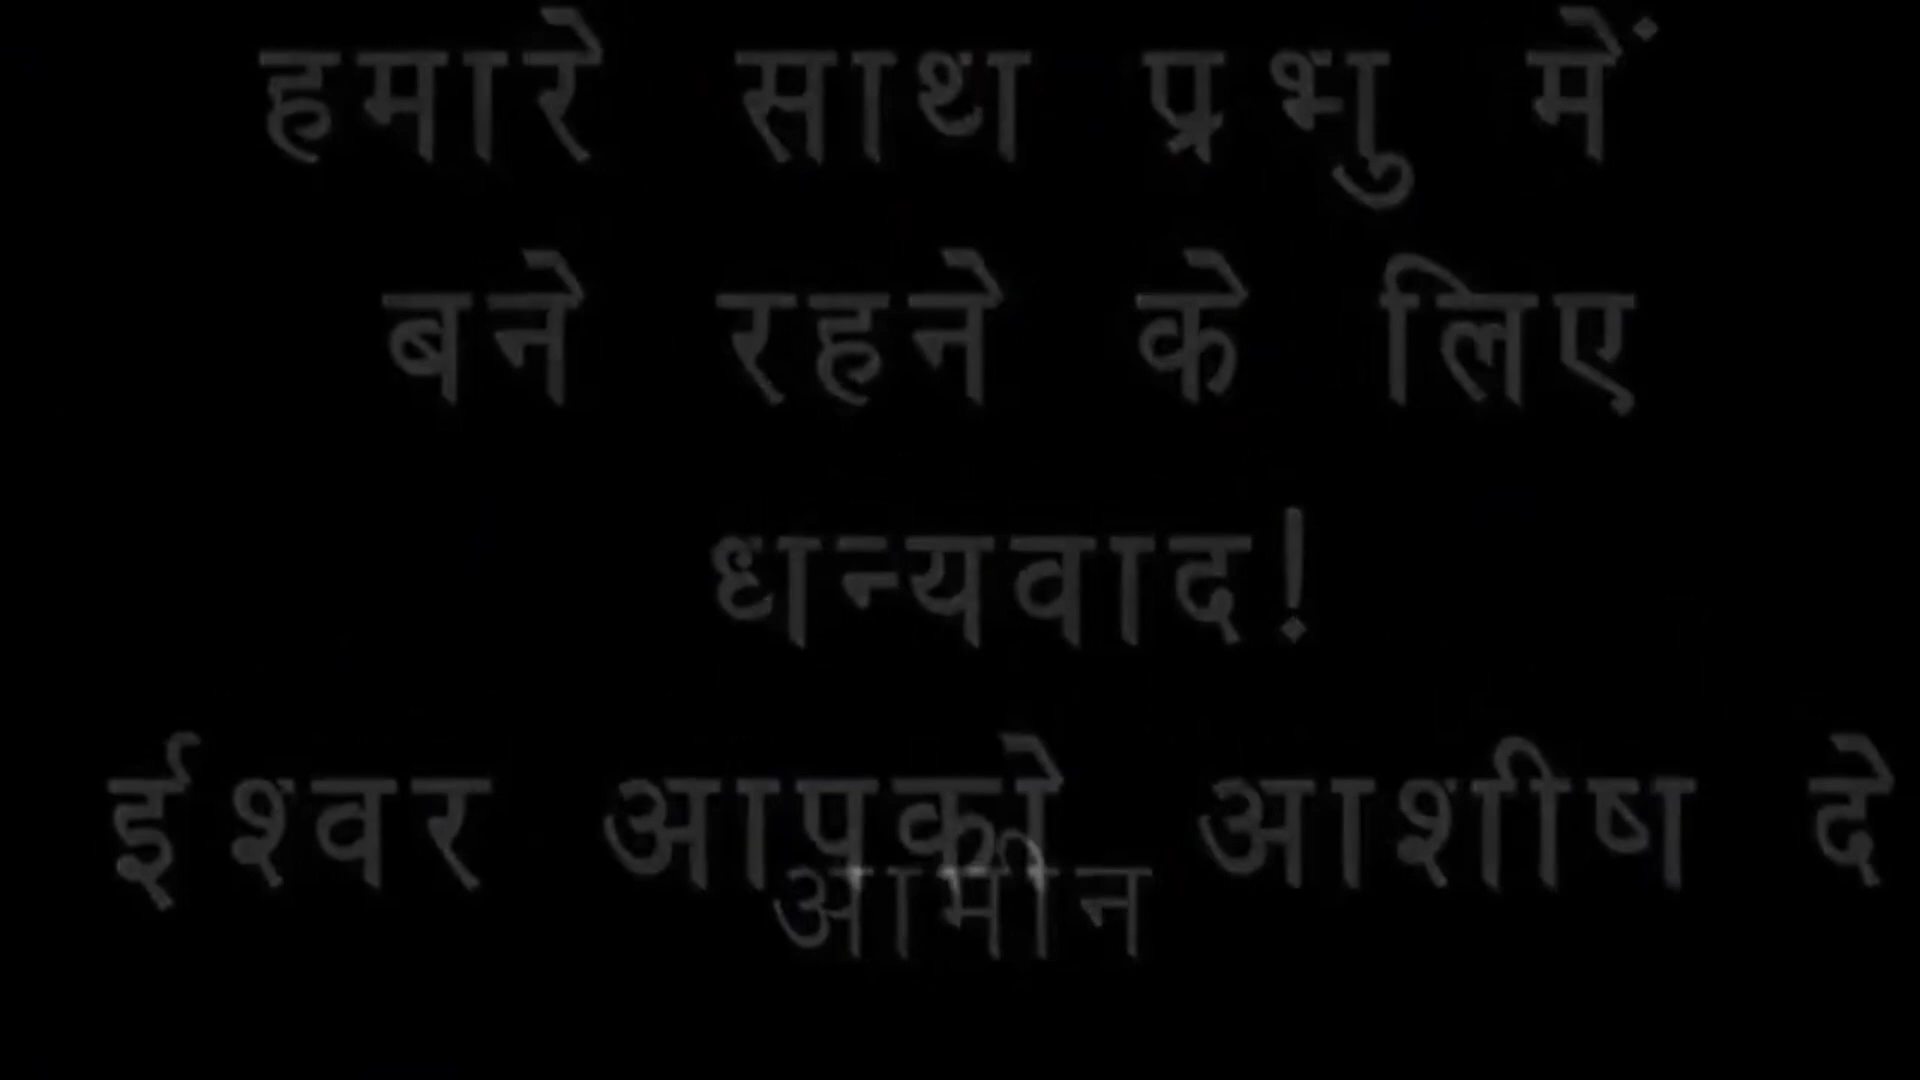 हमारे साथ प्रभु में
बने रहने के लिए
धन्यवाद!
ईश्वर आपको आशीष दे
आमीन